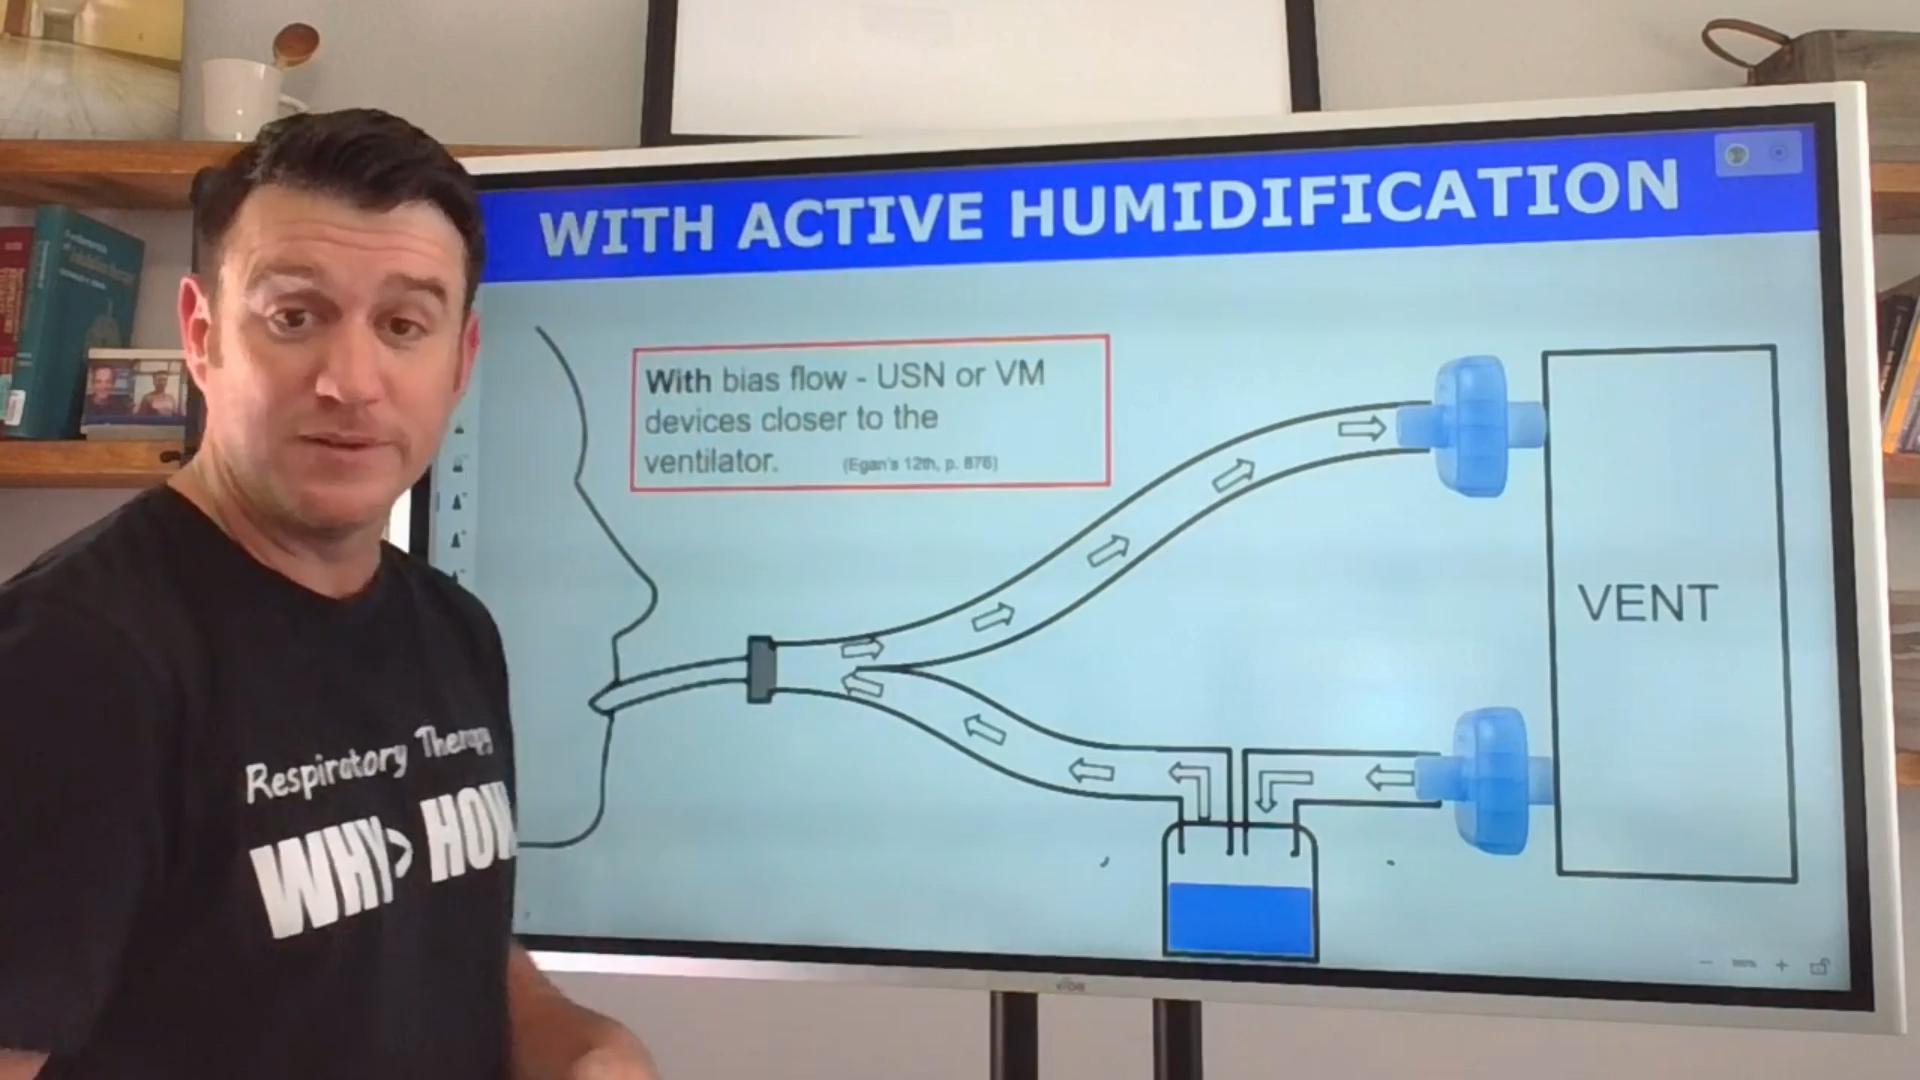 WITH ACTIVE HUMIDIFICATION
With bias flow - USN or VM
devices closer to the
ventilator. (Egan's 12th, p. 876)
VENT
Respiratory Therapy
WHY > HOW